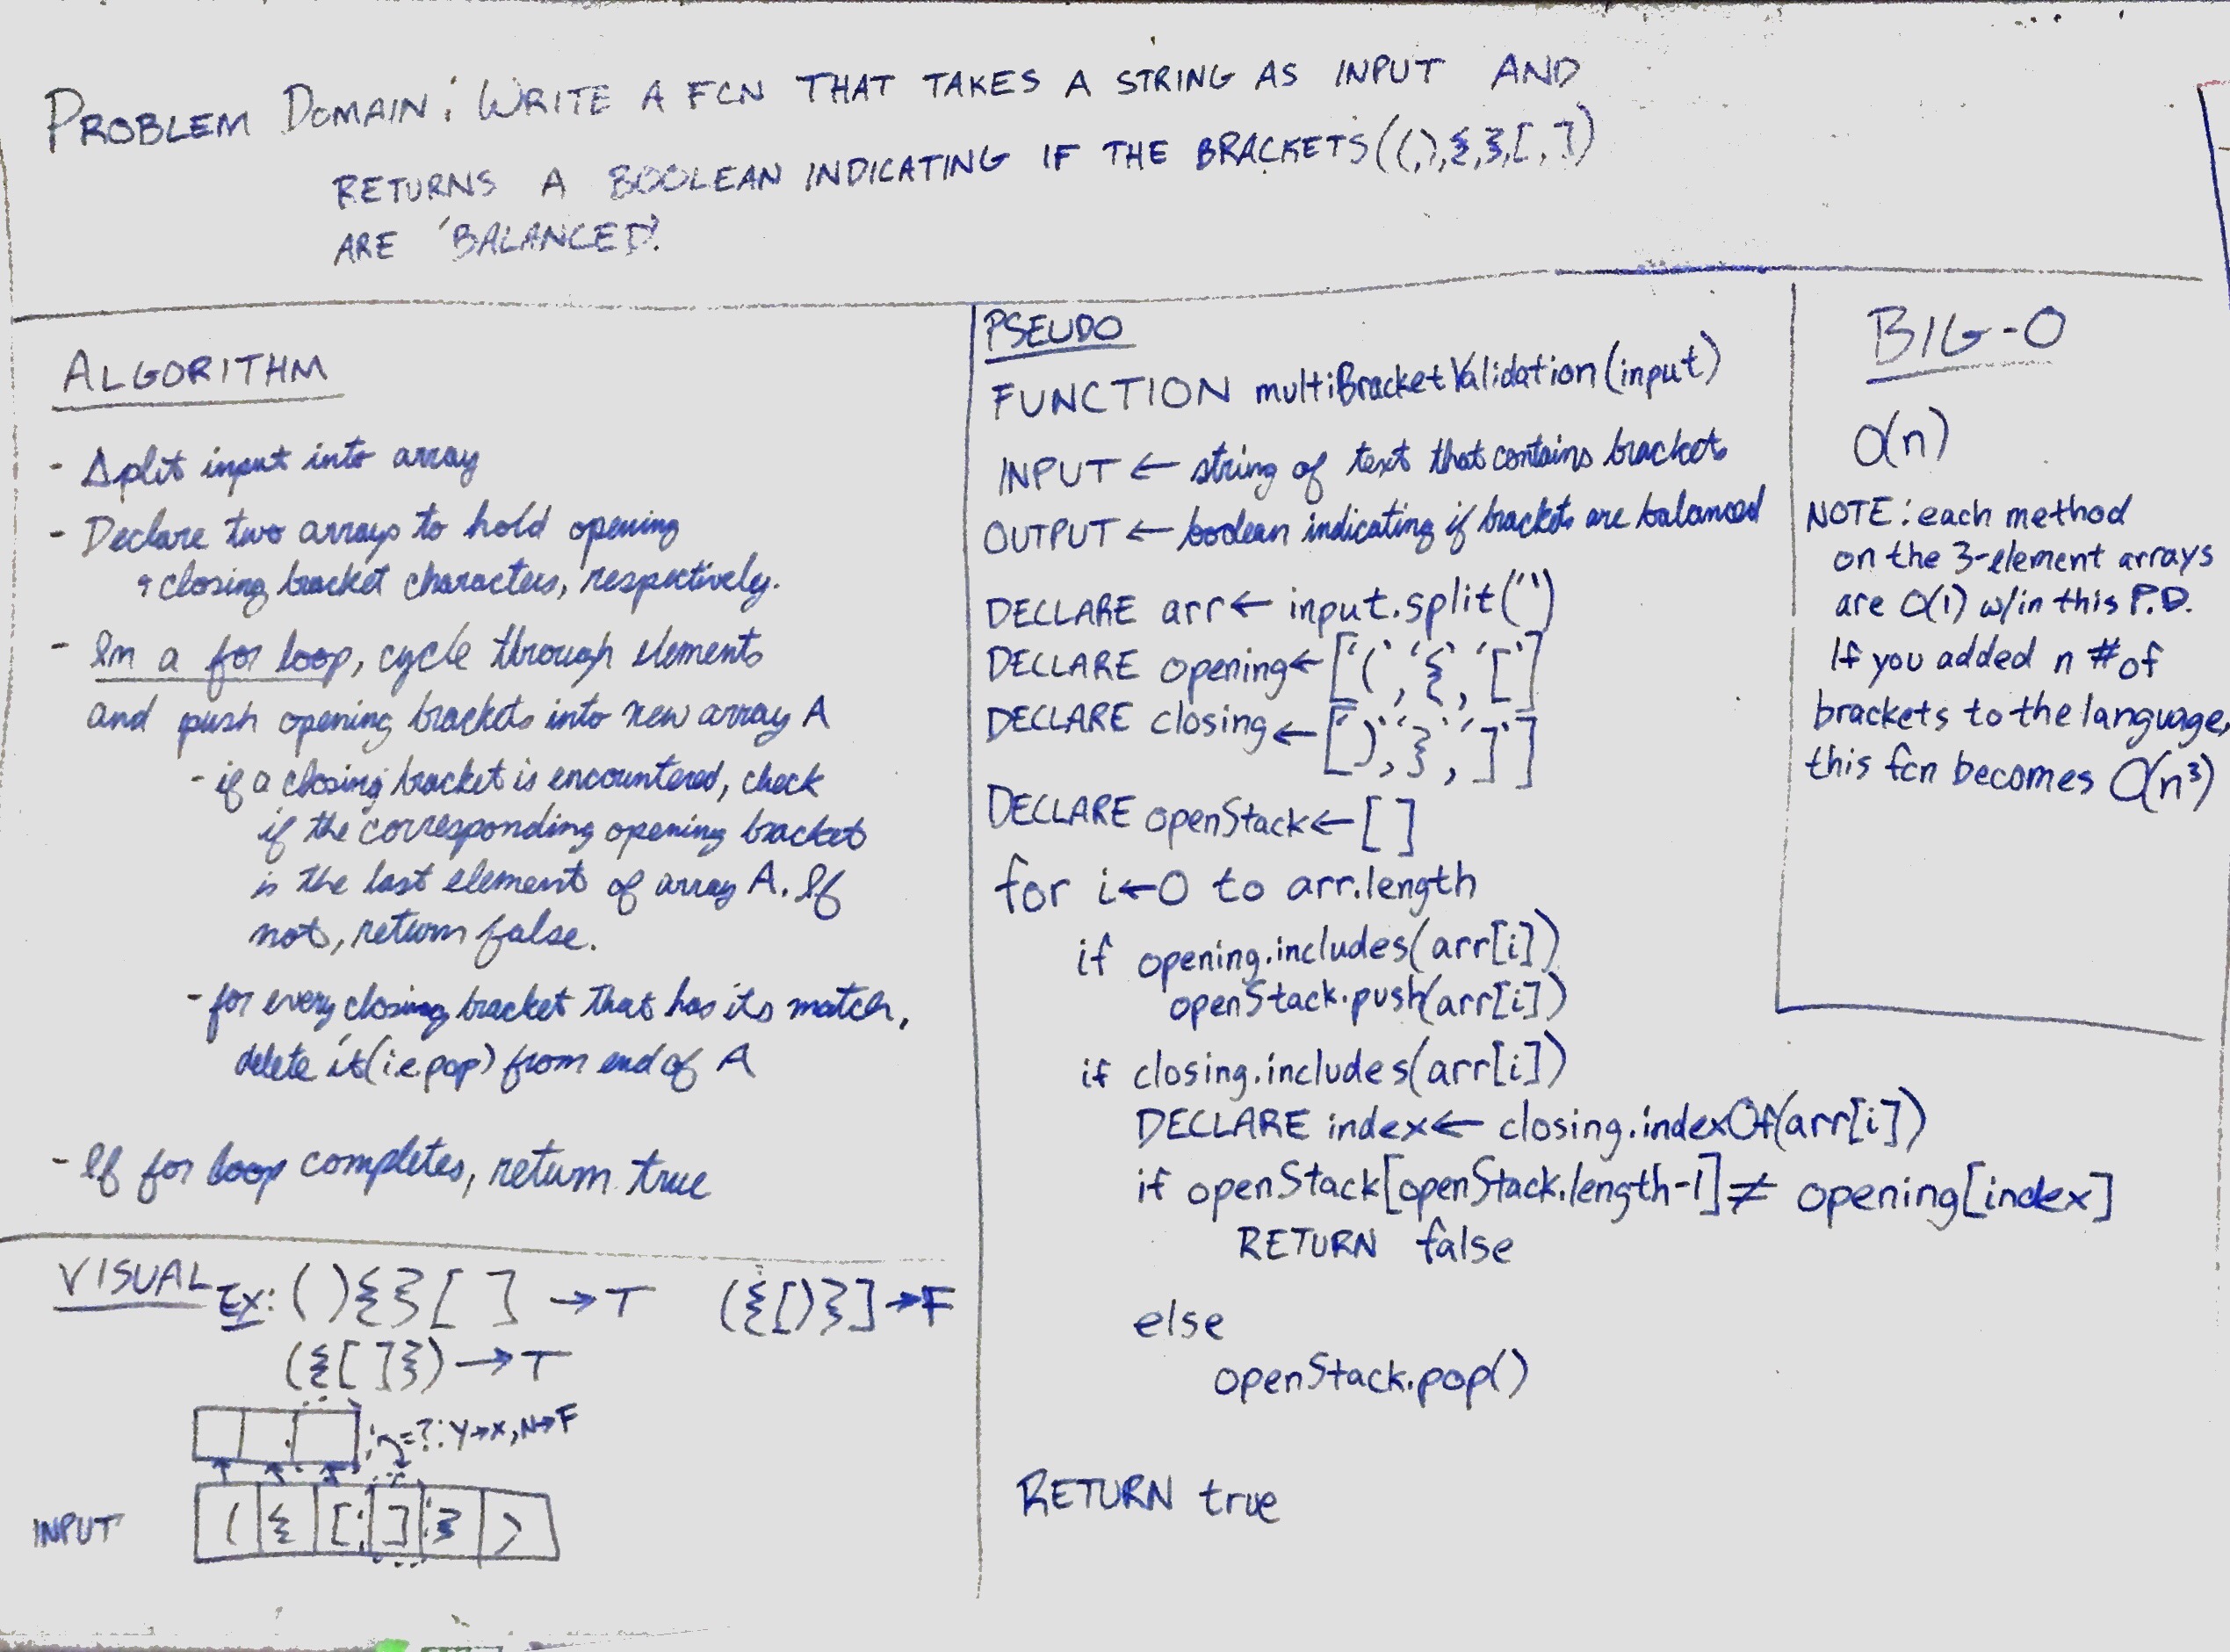 PROBLEM DOMAIN: WRITE A FCN THAT TAKES A STRING AS INPUT AND
RETURNS A BOOLEAN INDICATING IF THE BRACKETS ((,),{,},[,])
ARE 'BALANCED'.
ALGORITHM
- Split input into array
- Declare two arrays to hold opening
& closing bracket characters, respectively.
- In a for loop, cycle through elements
and push opening brackets into new array A
- if a closing bracket is encountered, check
if the corresponding opening bracket
is the last element of array A. If
not, return false.
- for every closing bracket that has its match,
delete it (i.e. pop) from end of A
- If for loop completes, return true
VISUAL Ex: (){}[ ] → T ({[)}] → F
({[ ]}) → T
=?: Y→X, N→F
INPUT ( { [ ] } )
PSEUDO
FUNCTION multiBracketValidation(input)
INPUT ← string of text that contains brackets
OUTPUT ← boolean indicating if brackets are balanced
DECLARE arr ← input.split('')
DECLARE opening ← ['(', '{', '[']
DECLARE closing ← [')', '}', ']']
DECLARE openStack ← [ ]
for i ← 0 to arr.length
if opening.includes(arr[i])
openStack.push(arr[i])
if closing.includes(arr[i])
DECLARE index ← closing.indexOf(arr[i])
if openStack[openStack.length-1] ≠ opening[index]
RETURN false
else
openStack.pop()
RETURN true
BIG-O
O(n)
NOTE: each method
on the 3-element arrays
are O(1) w/in this P.D.
If you added n # of
brackets to the language,
this fcn becomes O(n³)